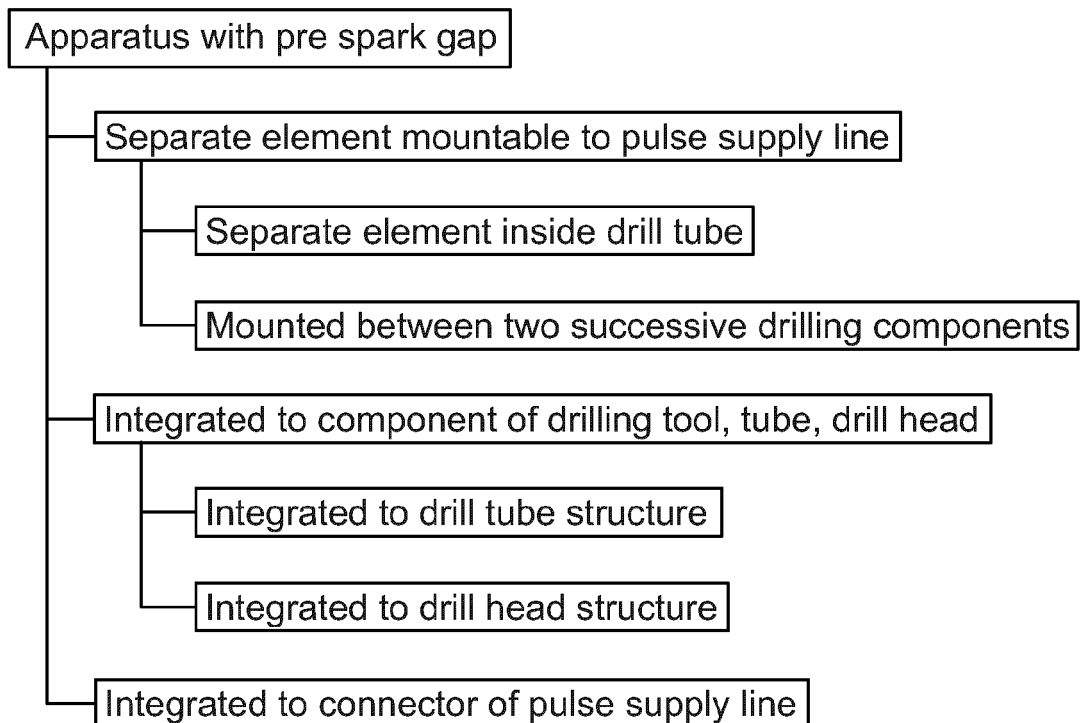 Apparatus with pre spark gap
Separate element mountable to pulse supply line
Separate element inside drill tube
Mounted between two successive drilling components
Integrated to component of drilling tool, tube, drill head
Integrated to drill tube structure
Integrated to drill head structure
Integrated to connector of pulse supply line